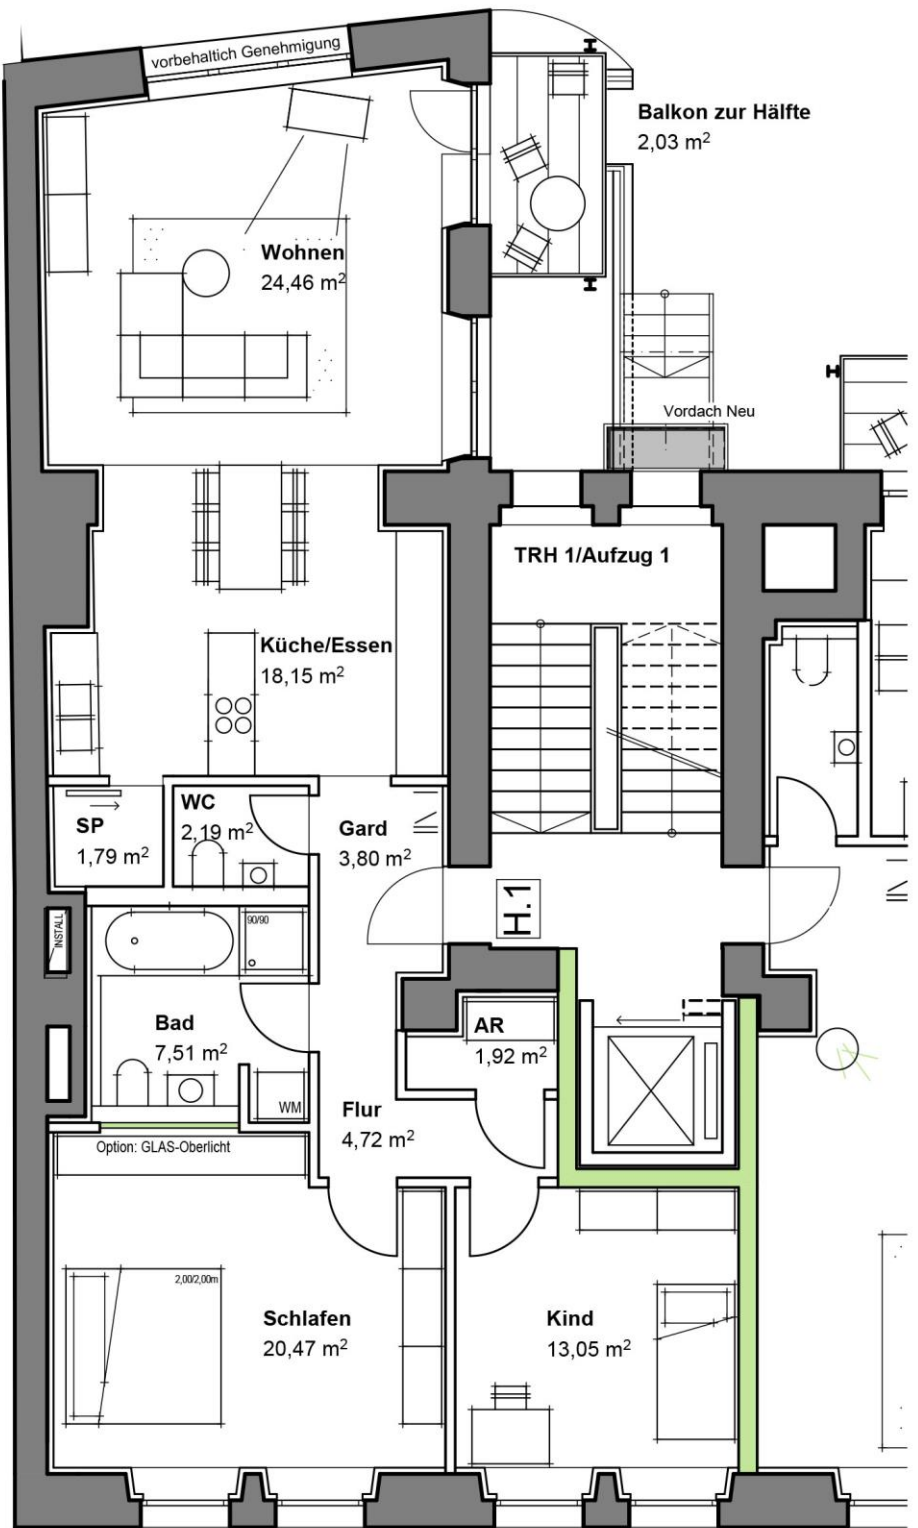 vorbehaltich Genehmigung
Balkon zur Hälfte
2,03 m²
Wohnen
24,46 m²
Vordach Neu
TRH 1/Aufzug 1
Küche/Essen
18,15 m²
SP
1,79 m²
WC
2,19 m²
Gard
3,80 m²
H.1
INSTALL
90/90
Bad
7,51 m²
AR
1,92 m²
WM
Flur
4,72 m²
Option: GLAS-Oberlicht
2,00/2,00m
Schlafen
20,47 m²
Kind
13,05 m²